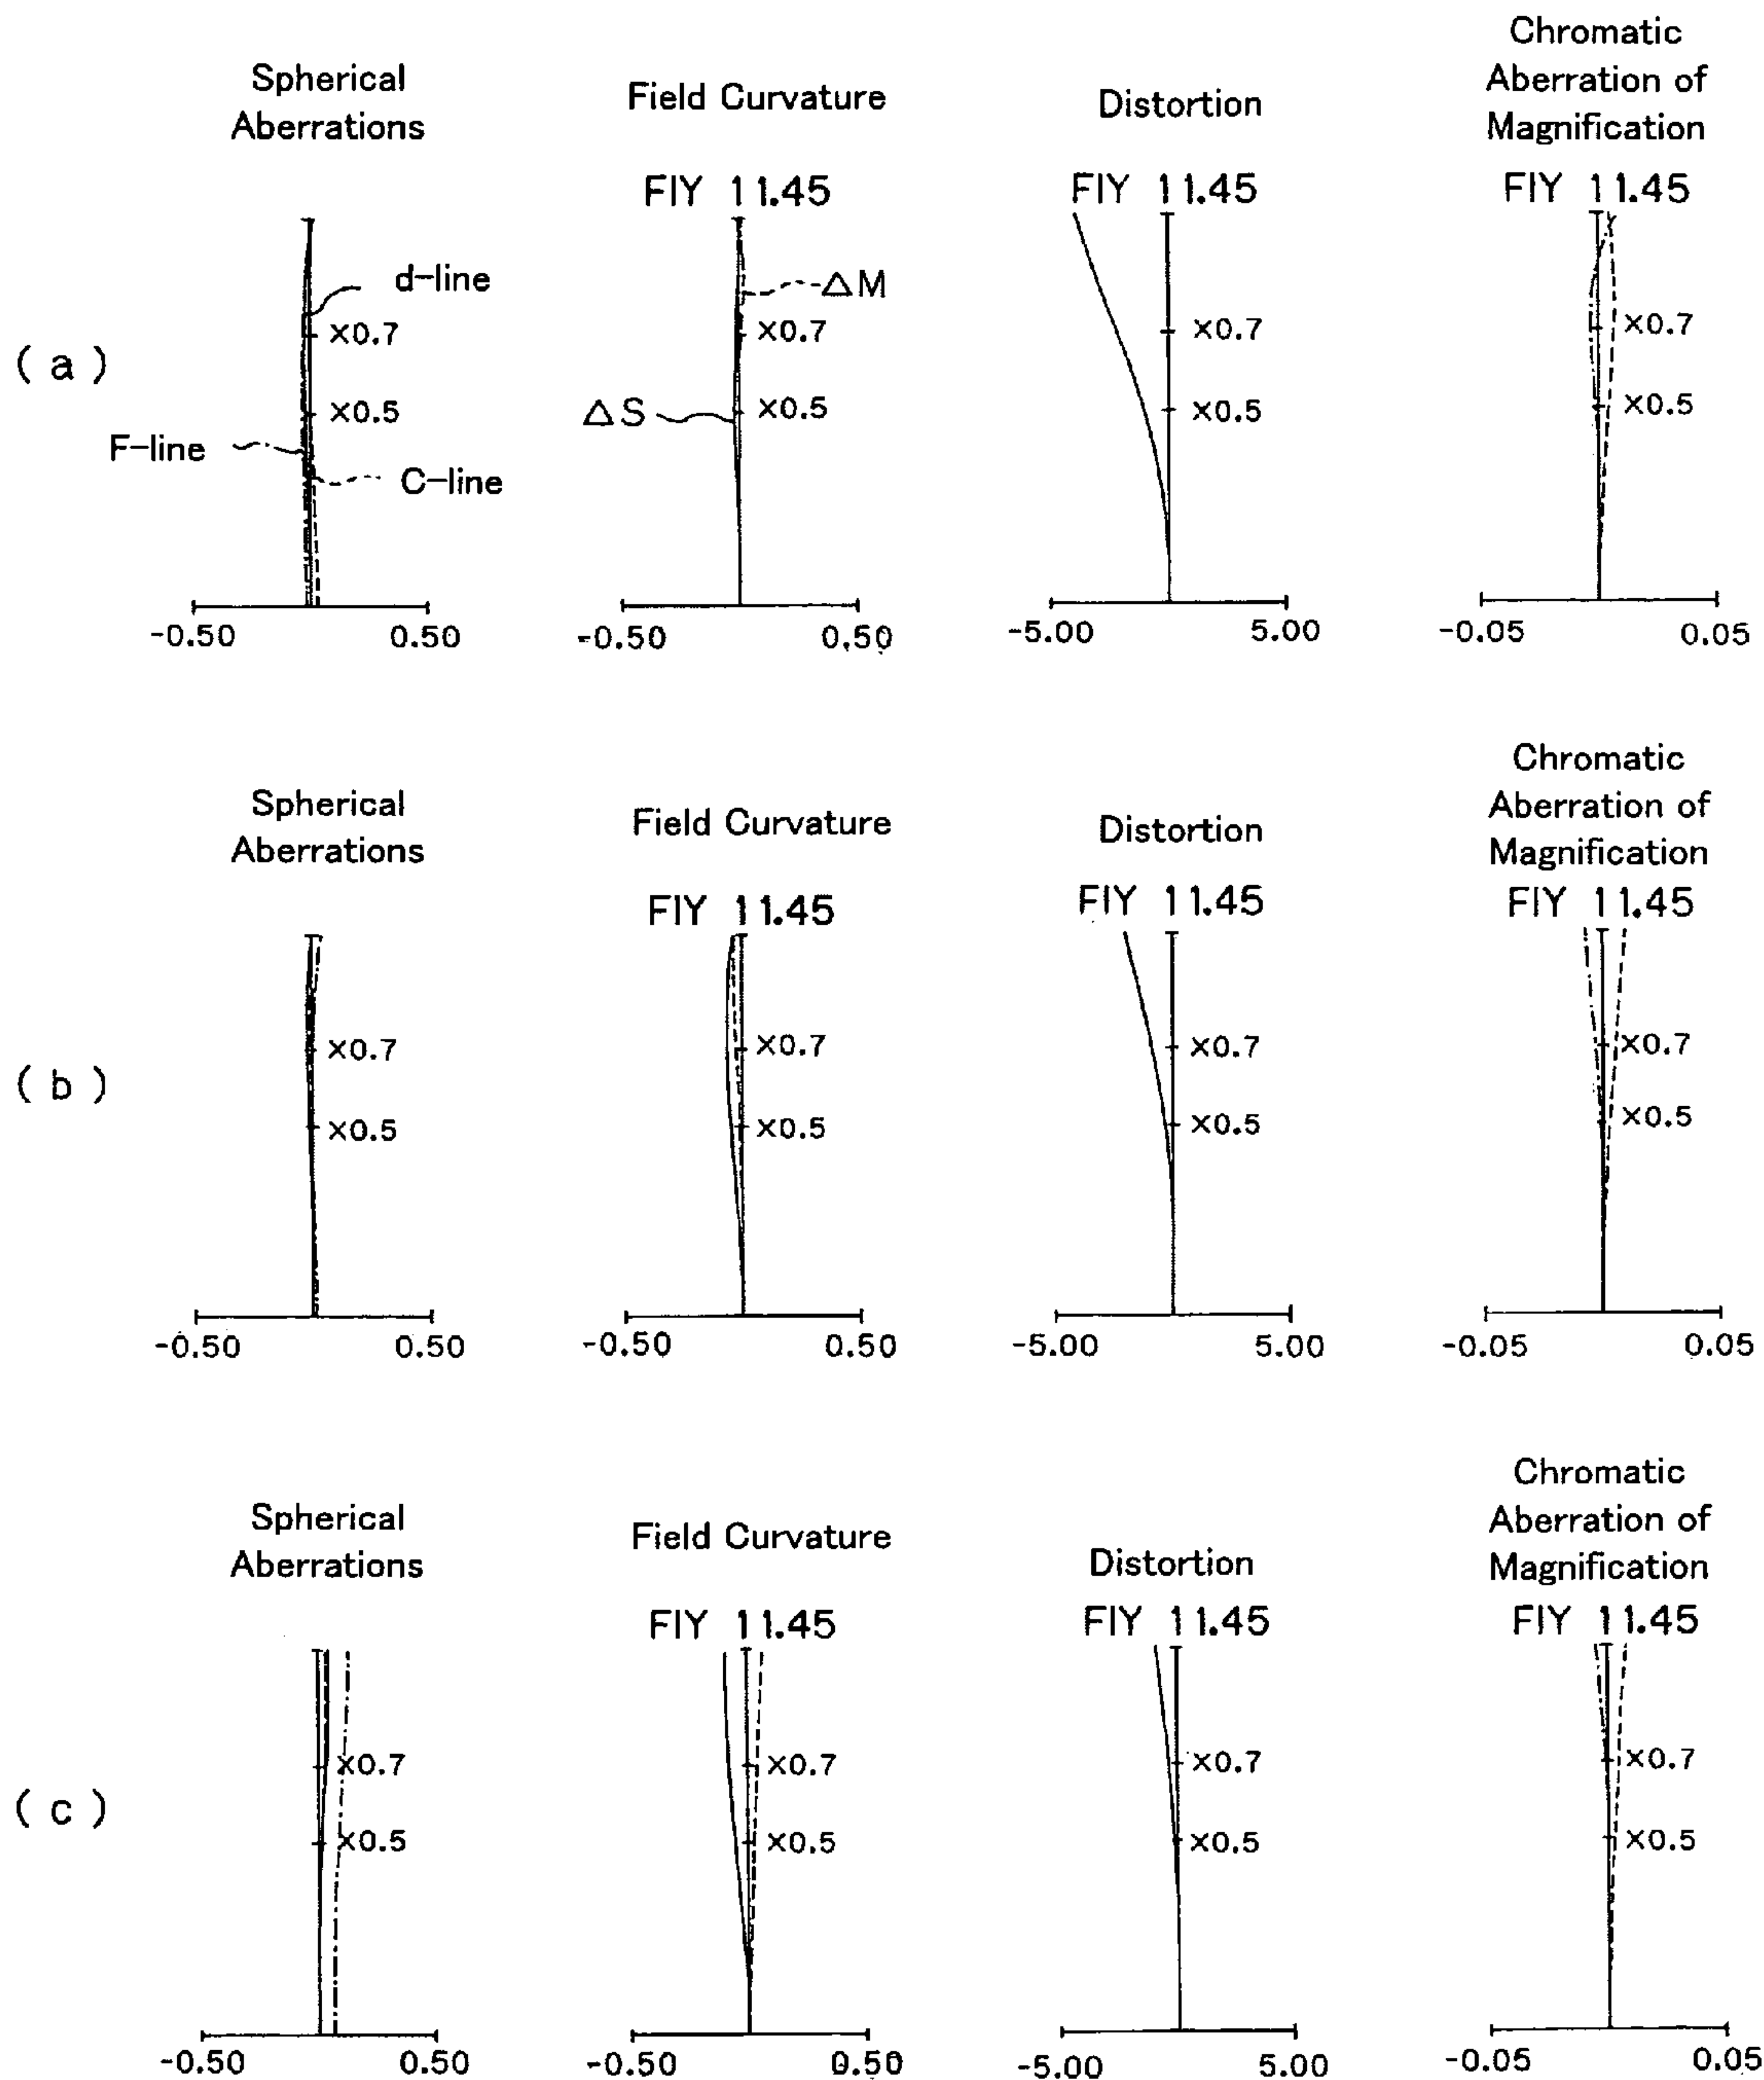 Spherical
Aberrations
Field Curvature
FIY 11.45
Distortion
FIY 11.45
Chromatic
Aberration of
Magnification
FIY 11.45
(a)
d-line
×0.7
×0.5
F-line
C-line
-0.50 0.50
ΔM
×0.7
ΔS
×0.5
-0.50 0.50
×0.7
×0.5
-5.00 5.00
×0.7
×0.5
-0.05 0.05
Spherical
Aberrations
Field Curvature
FIY 11.45
Distortion
FIY 11.45
Chromatic
Aberration of
Magnification
FIY 11.45
(b)
×0.7
×0.5
-0.50 0.50
×0.7
×0.5
-0.50 0.50
×0.7
×0.5
-5.00 5.00
×0.7
×0.5
-0.05 0.05
Spherical
Aberrations
Field Curvature
FIY 11.45
Distortion
FIY 11.45
Chromatic
Aberration of
Magnification
FIY 11.45
(c)
×0.7
×0.5
-0.50 0.50
×0.7
×0.5
-0.50 0.50
×0.7
×0.5
-5.00 5.00
×0.7
×0.5
-0.05 0.05